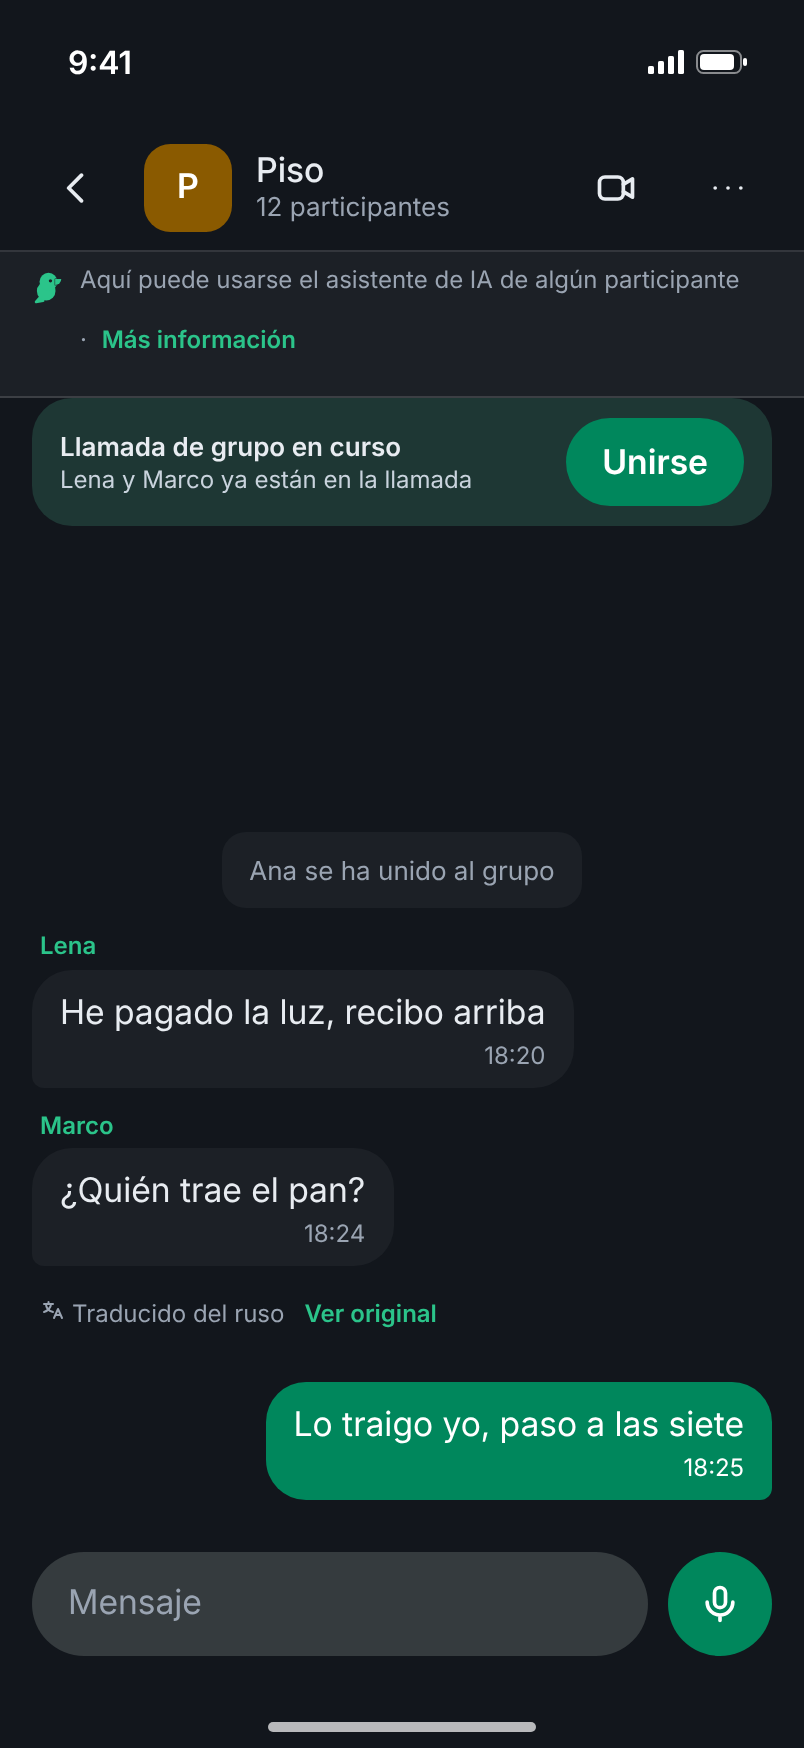 9:41
P
Piso
12 participantes
Aquí puede usarse el asistente de IA de algún participante
· Más información
Llamada de grupo en curso
Lena y Marco ya están en la llamada
Unirse
Ana se ha unido al grupo
Lena
He pagado la luz, recibo arriba
18:20
Marco
¿Quién trae el pan?
18:24
Traducido del ruso Ver original
Lo traigo yo, paso a las siete
18:25
Mensaje